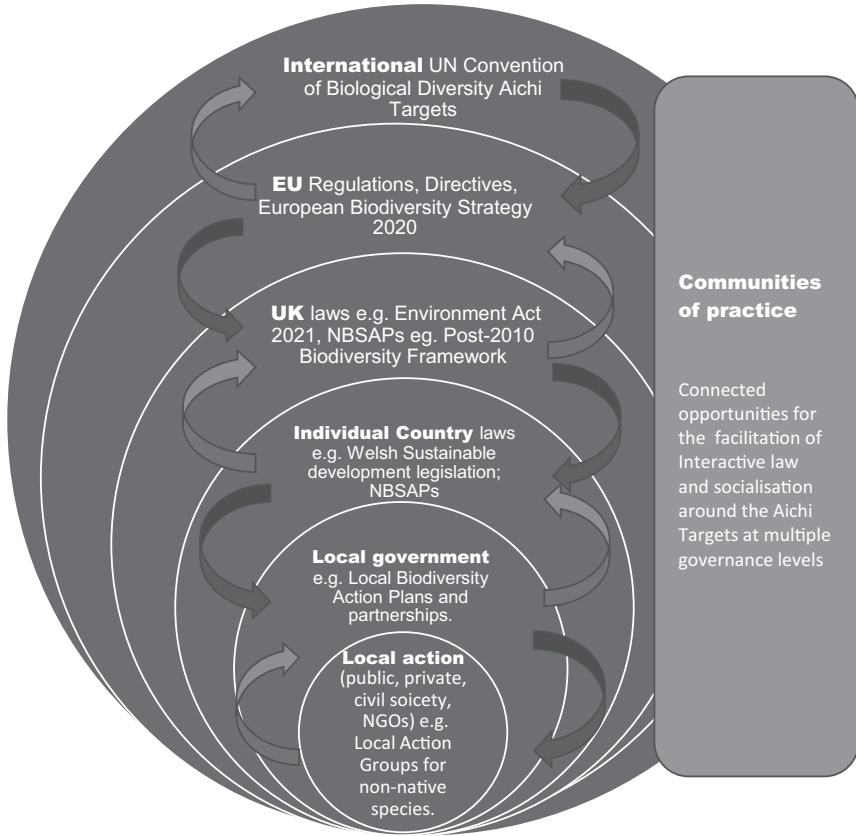 International UN Convention
of Biological Diversity Aichi
Targets
EU Regulations, Directives,
European Biodiversity Strategy
2020
UK laws e.g. Environment Act
2021, NBSAPs eg. Post-2010
Biodiversity Framework
Individual Country laws
e.g. Welsh Sustainable
development legislation;
NBSAPs
Local government
e.g. Local Biodiversity
Action Plans and
partnerships.
Local action
(public, private,
civil soicety,
NGOs) e.g.
Local Action
Groups for
non-native
species.
Communities
of practice
Connected
opportunities for
the facilitation of
Interactive law
and socialisation
around the Aichi
Targets at multiple
governance levels